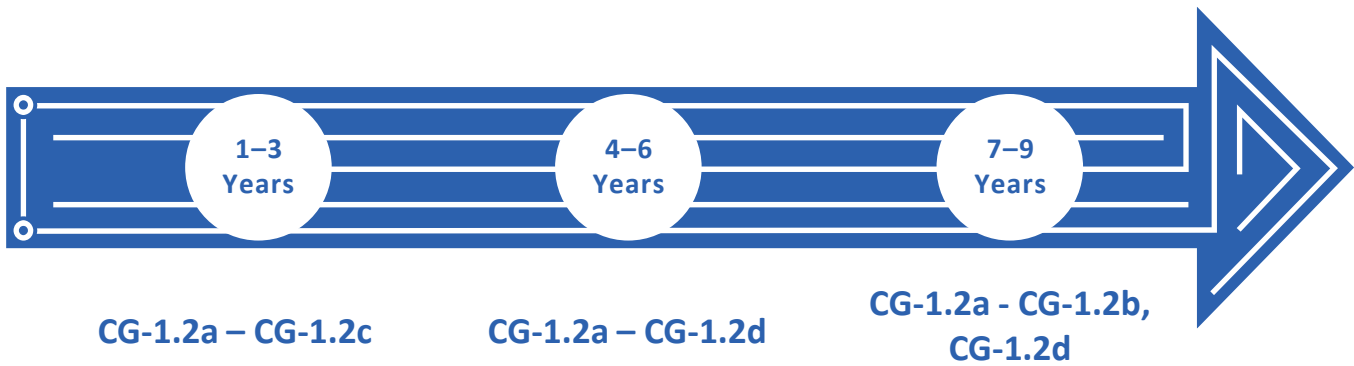 1–3
Years
4–6
Years
7–9
Years
CG-1.2a – CG-1.2c
CG-1.2a – CG-1.2d
CG-1.2a - CG-1.2b,
CG-1.2d